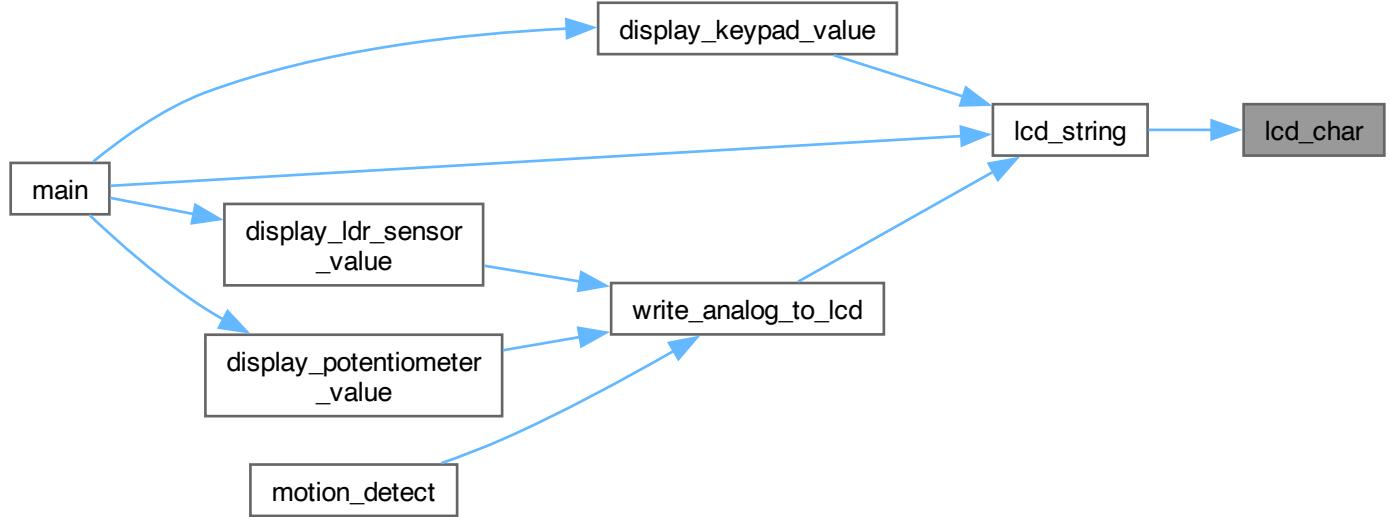 display_keypad_value
lcd_string
lcd_char
main
display_ldr_sensor
_value
write_analog_to_lcd
display_potentiometer
_value
motion_detect